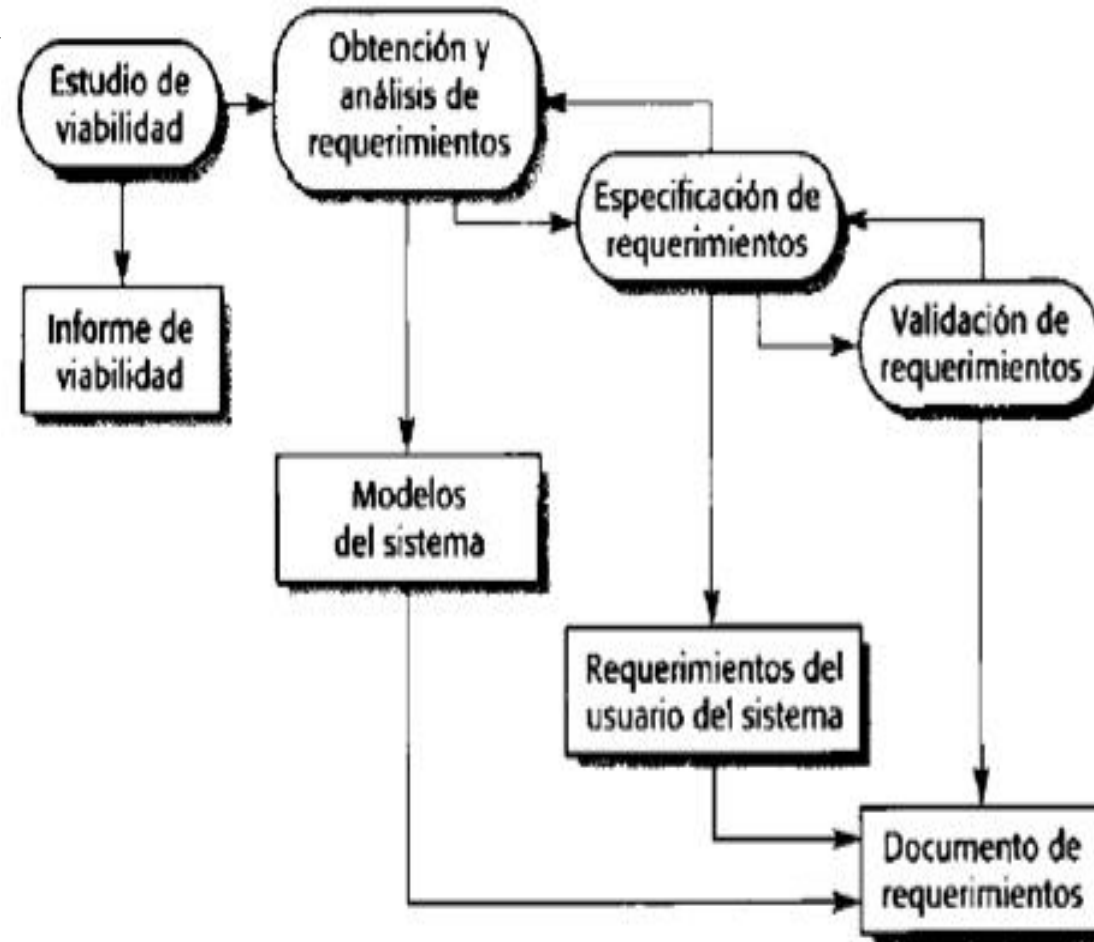 Estudio de
viabilidad
Obtención y
análisis de
requerimientos
Especificación de
requerimientos
Validación de
requerimientos
Informe de
viabilidad
Modelos
del sistema
Requerimientos del
usuario del sistema
Documento de
requerimientos